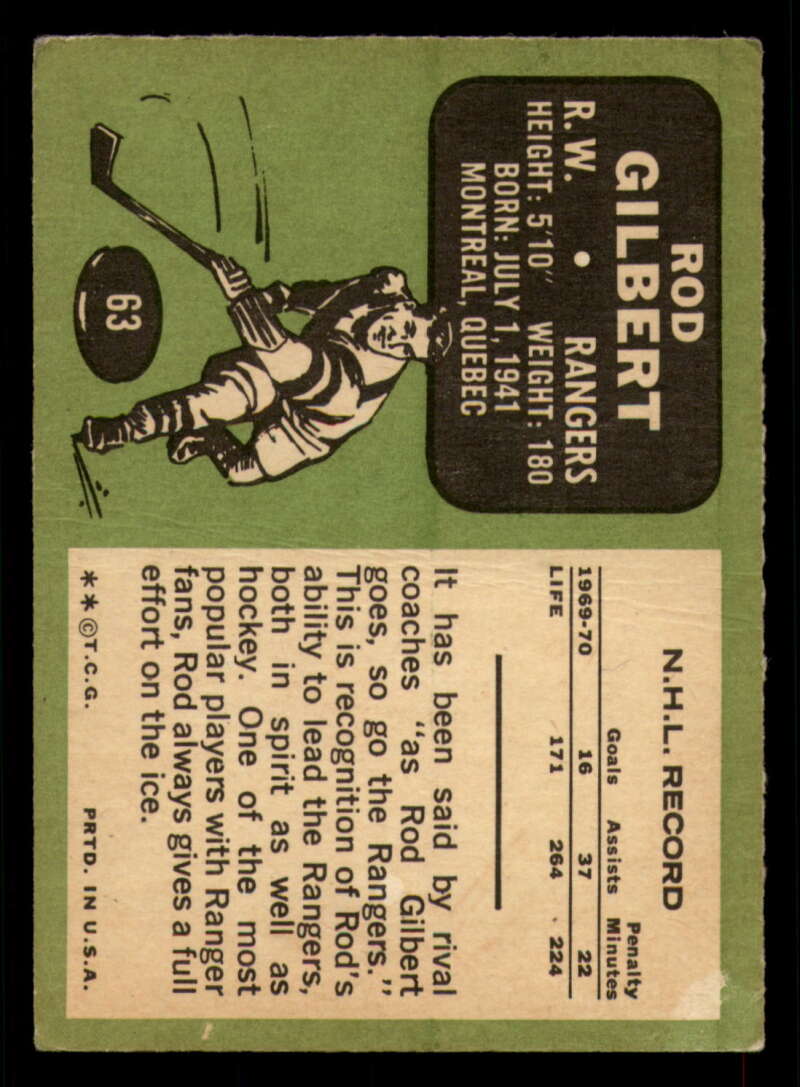 ROD
GILBERT
R.W. • RANGERS
HEIGHT: 5'10" WEIGHT: 180
BORN: JULY 1, 1941
MONTREAL, QUEBEC
63
N.H.L. RECORD
Goals Assists Penalty Minutes
1969-70 16 37 22
LIFE 171 264 224
It has been said by rival
coaches "as Rod Gilbert
goes, so go the Rangers."
This is recognition of Rod's
ability to lead the Rangers,
both in spirit as well as
hockey. One of the most
popular players with Ranger
fans, Rod always gives a full
effort on the ice.
**©T.C.G. PRTD. IN U.S.A.